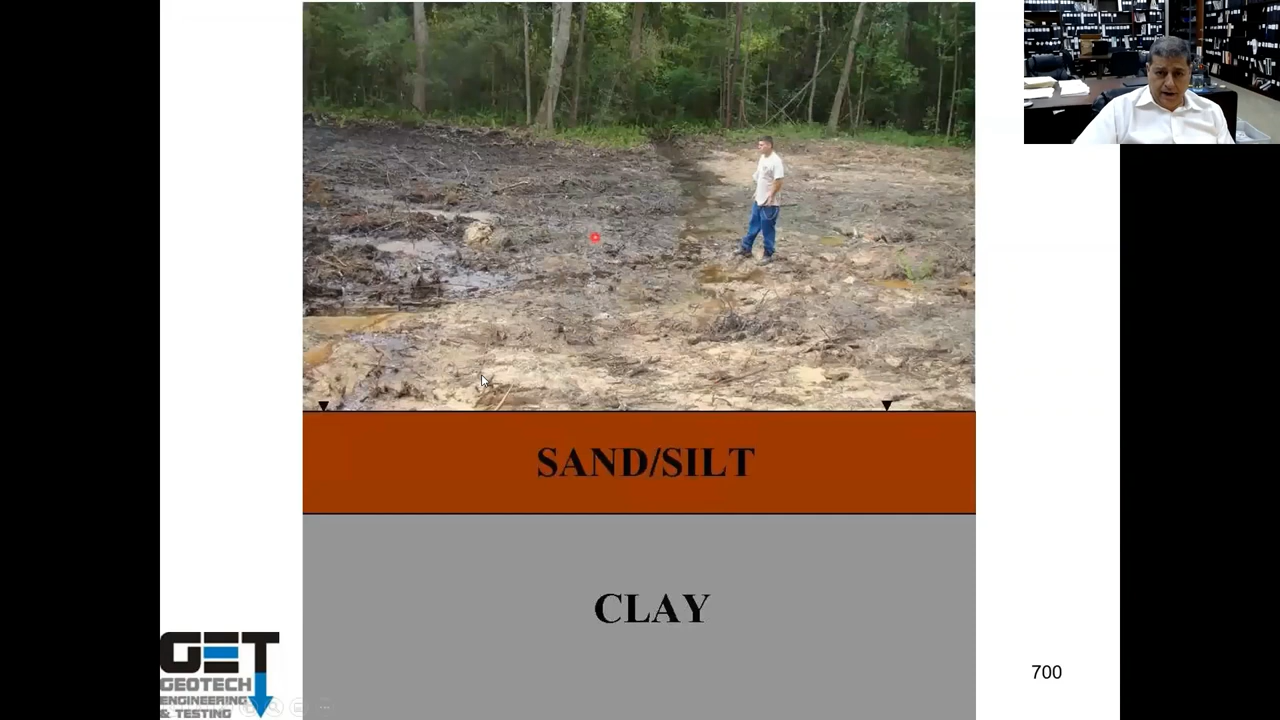 SAND/SILT
CLAY
GET
GEOTECH
ENGINEERING
& TESTING
700